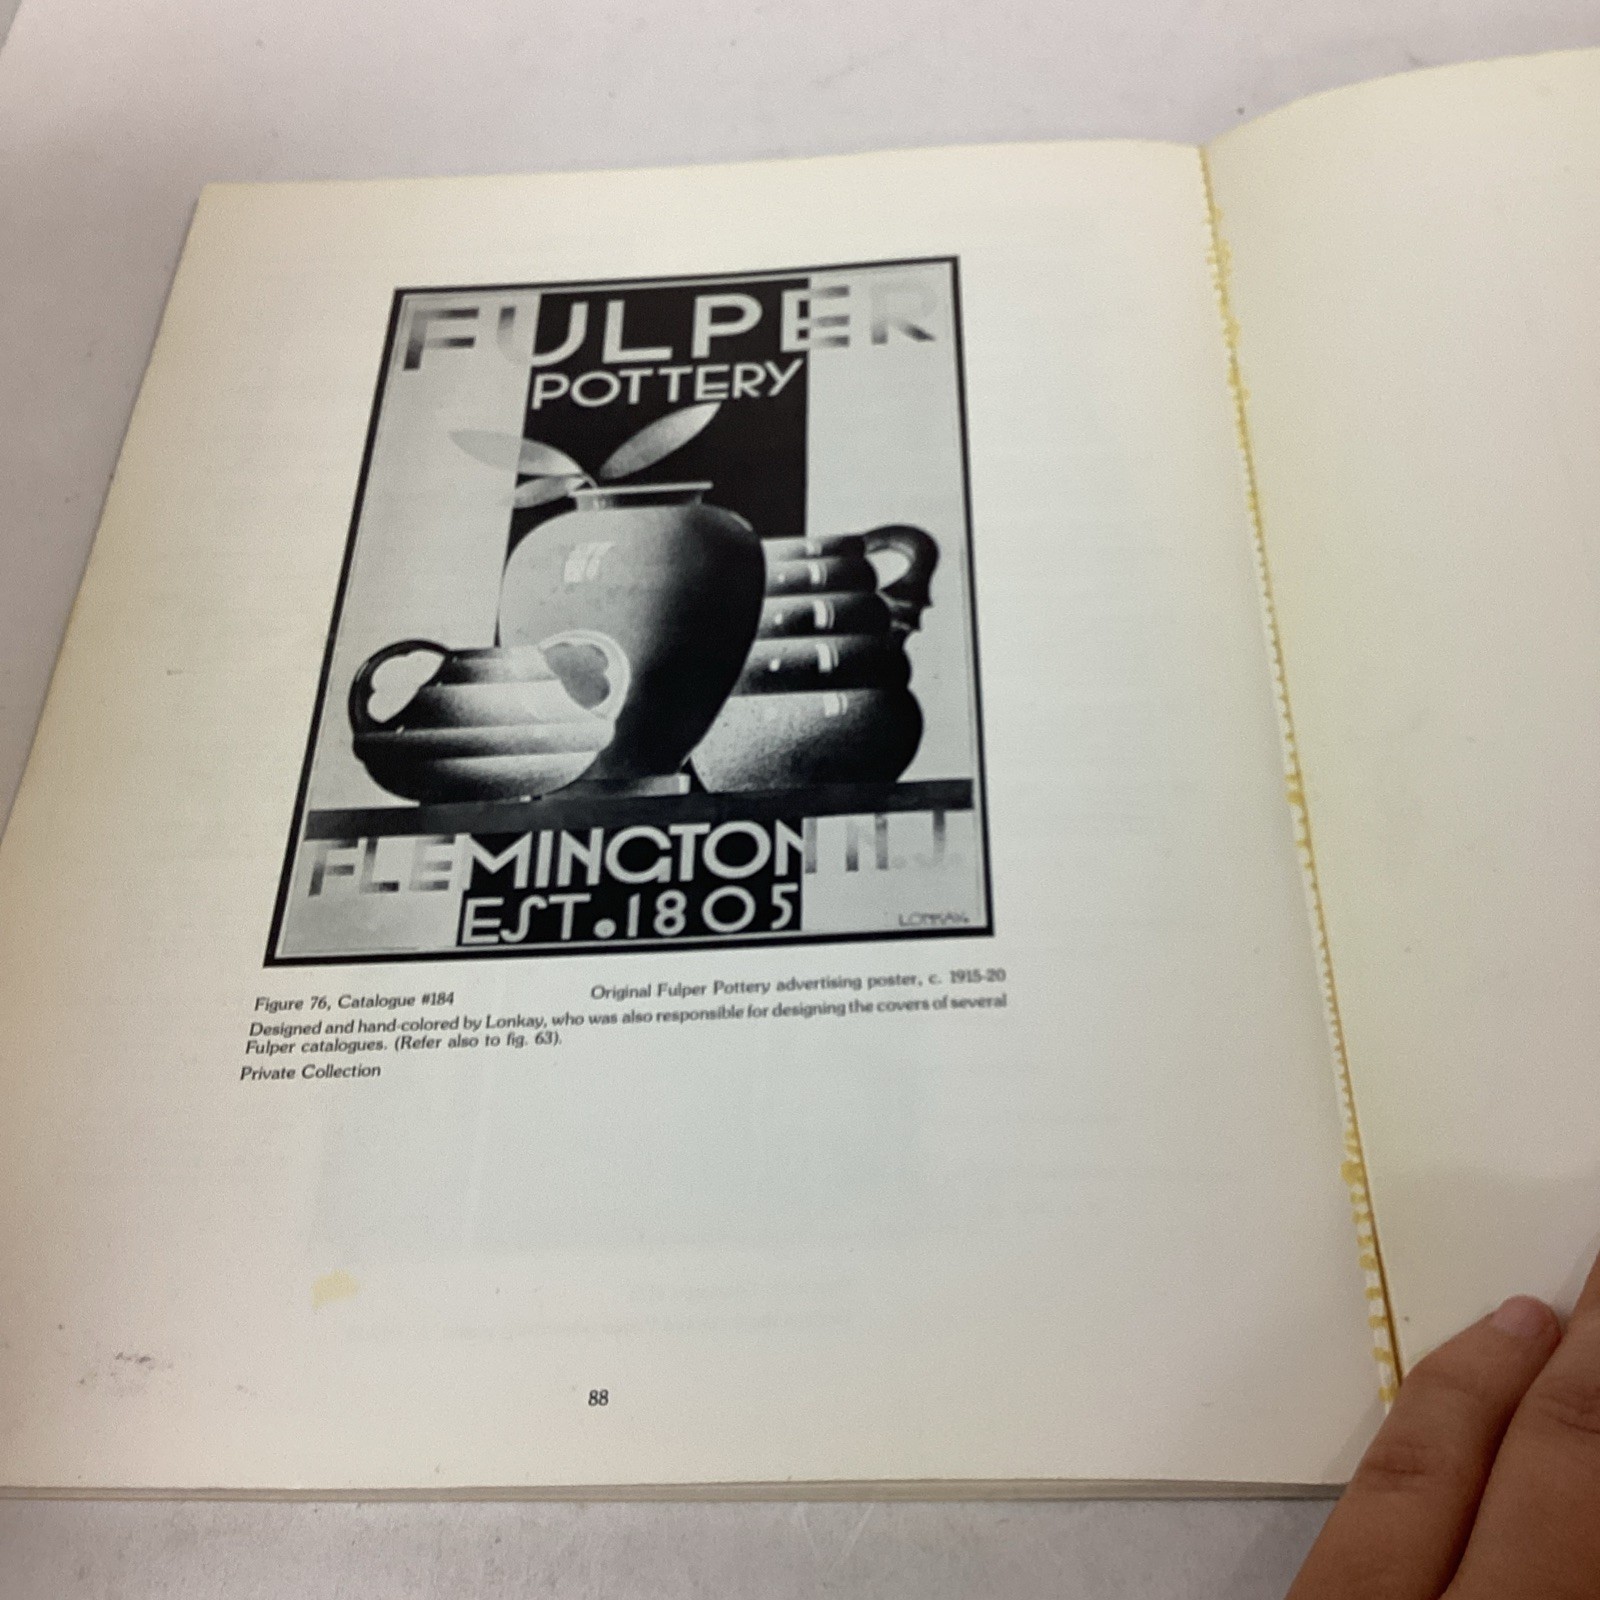 FULPER
POTTERY
FLEMINGTON N.J.
EST. 1805
LONKAY
Figure 76, Catalogue #184 Original Fulper Pottery advertising poster, c. 1915-20
Designed and hand-colored by Lonkay, who was also responsible for designing the covers of several
Fulper catalogues. (Refer also to fig. 63).
Private Collection
88